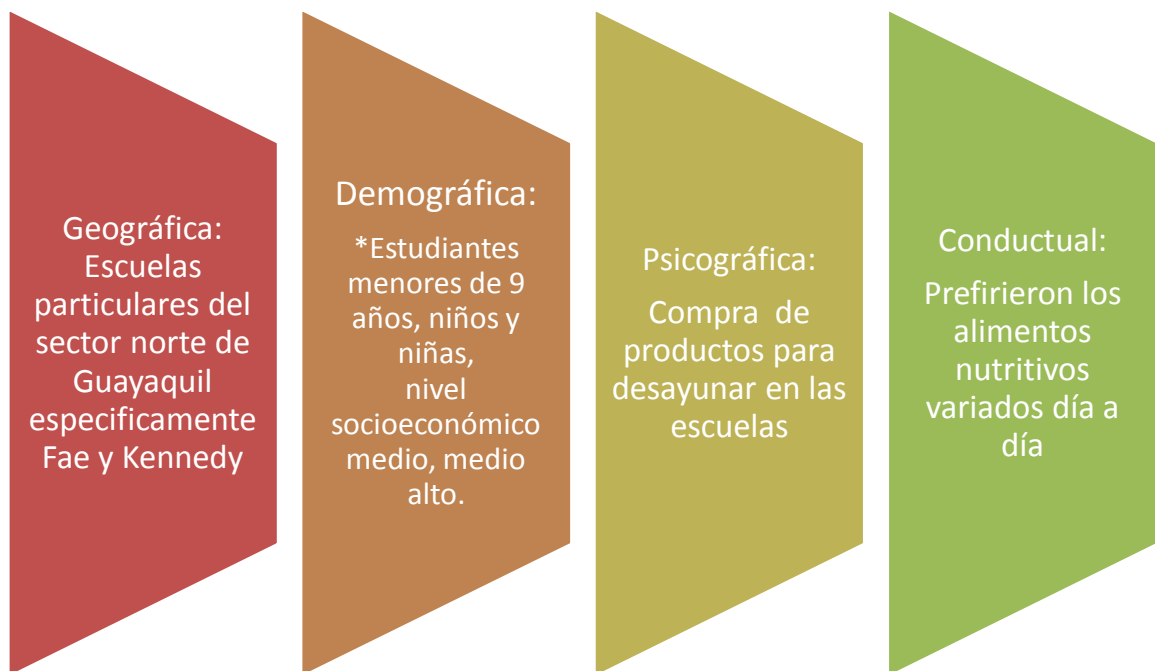 Geográfica:
Escuelas
particulares del
sector norte de
Guayaquil
especificamente
Fae y Kennedy
Demográfica:
*Estudiantes
menores de 9
años, niños y
niñas,
nivel
socioeconómico
medio, medio
alto.
Psicográfica:
Compra de
productos para
desayunar en las
escuelas
Conductual:
Prefirieron los
alimentos
nutritivos
variados día a
día